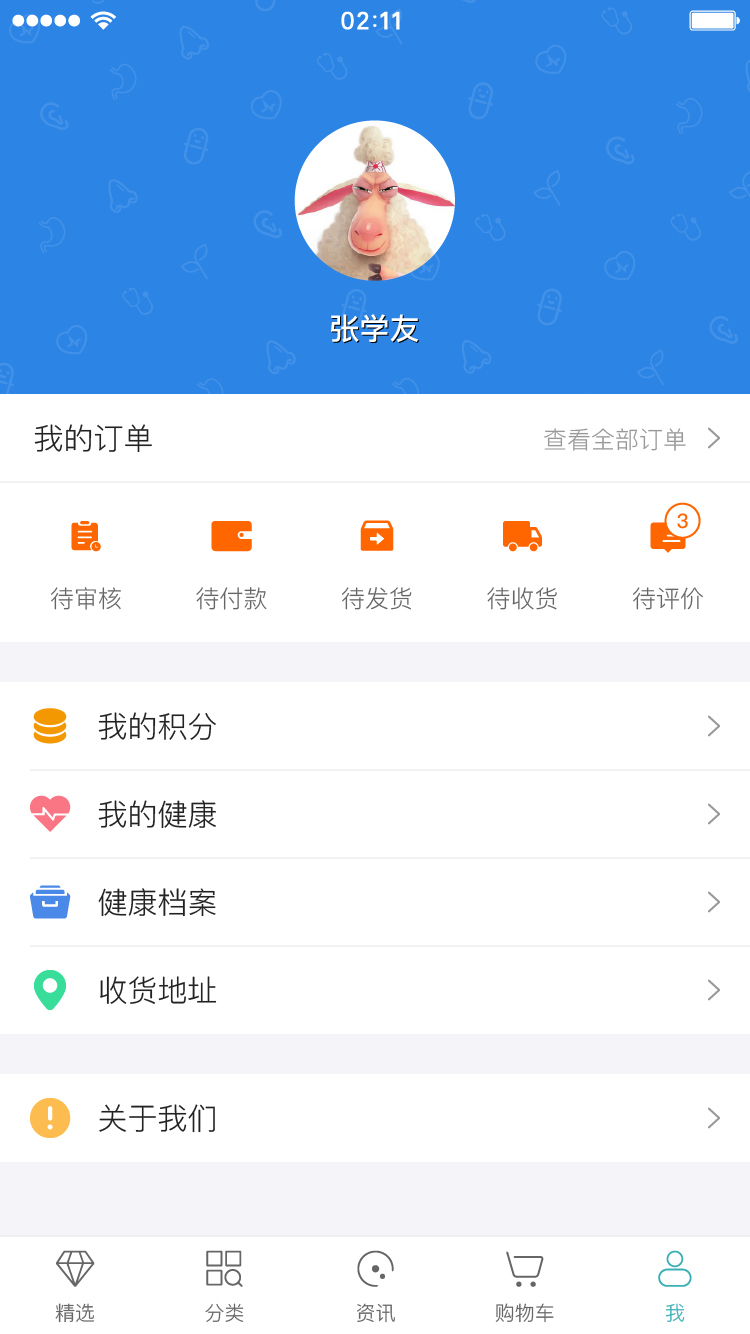 02:11
张学友
我的订单 查看全部订单
3
待审核 待付款 待发货 待收货 待评价
我的积分
我的健康
健康档案
收货地址
关于我们
精选 分类 资讯 购物车 我